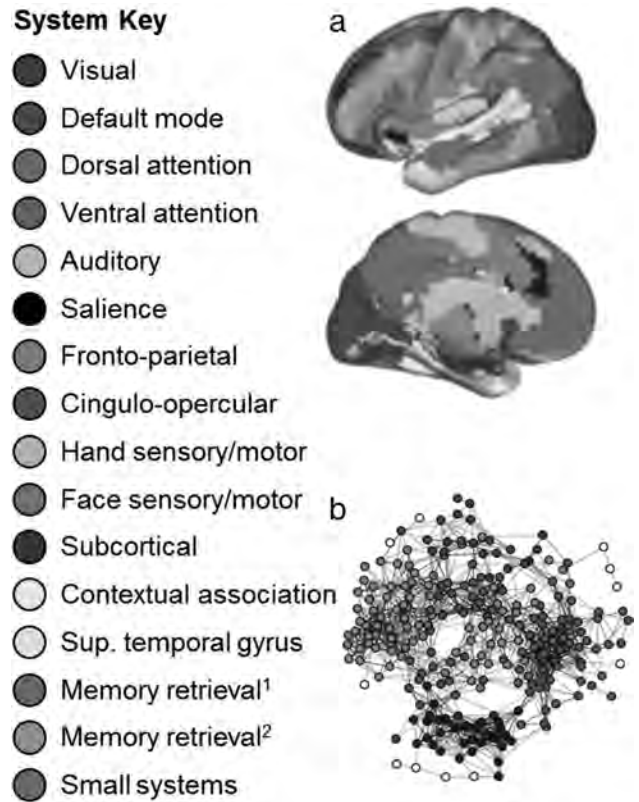 System Key
Visual
Default mode
Dorsal attention
Ventral attention
Auditory
Salience
Fronto-parietal
Cingulo-opercular
Hand sensory/motor
Face sensory/motor
Subcortical
Contextual association
Sup. temporal gyrus
Memory retrieval¹
Memory retrieval²
Small systems
a
b